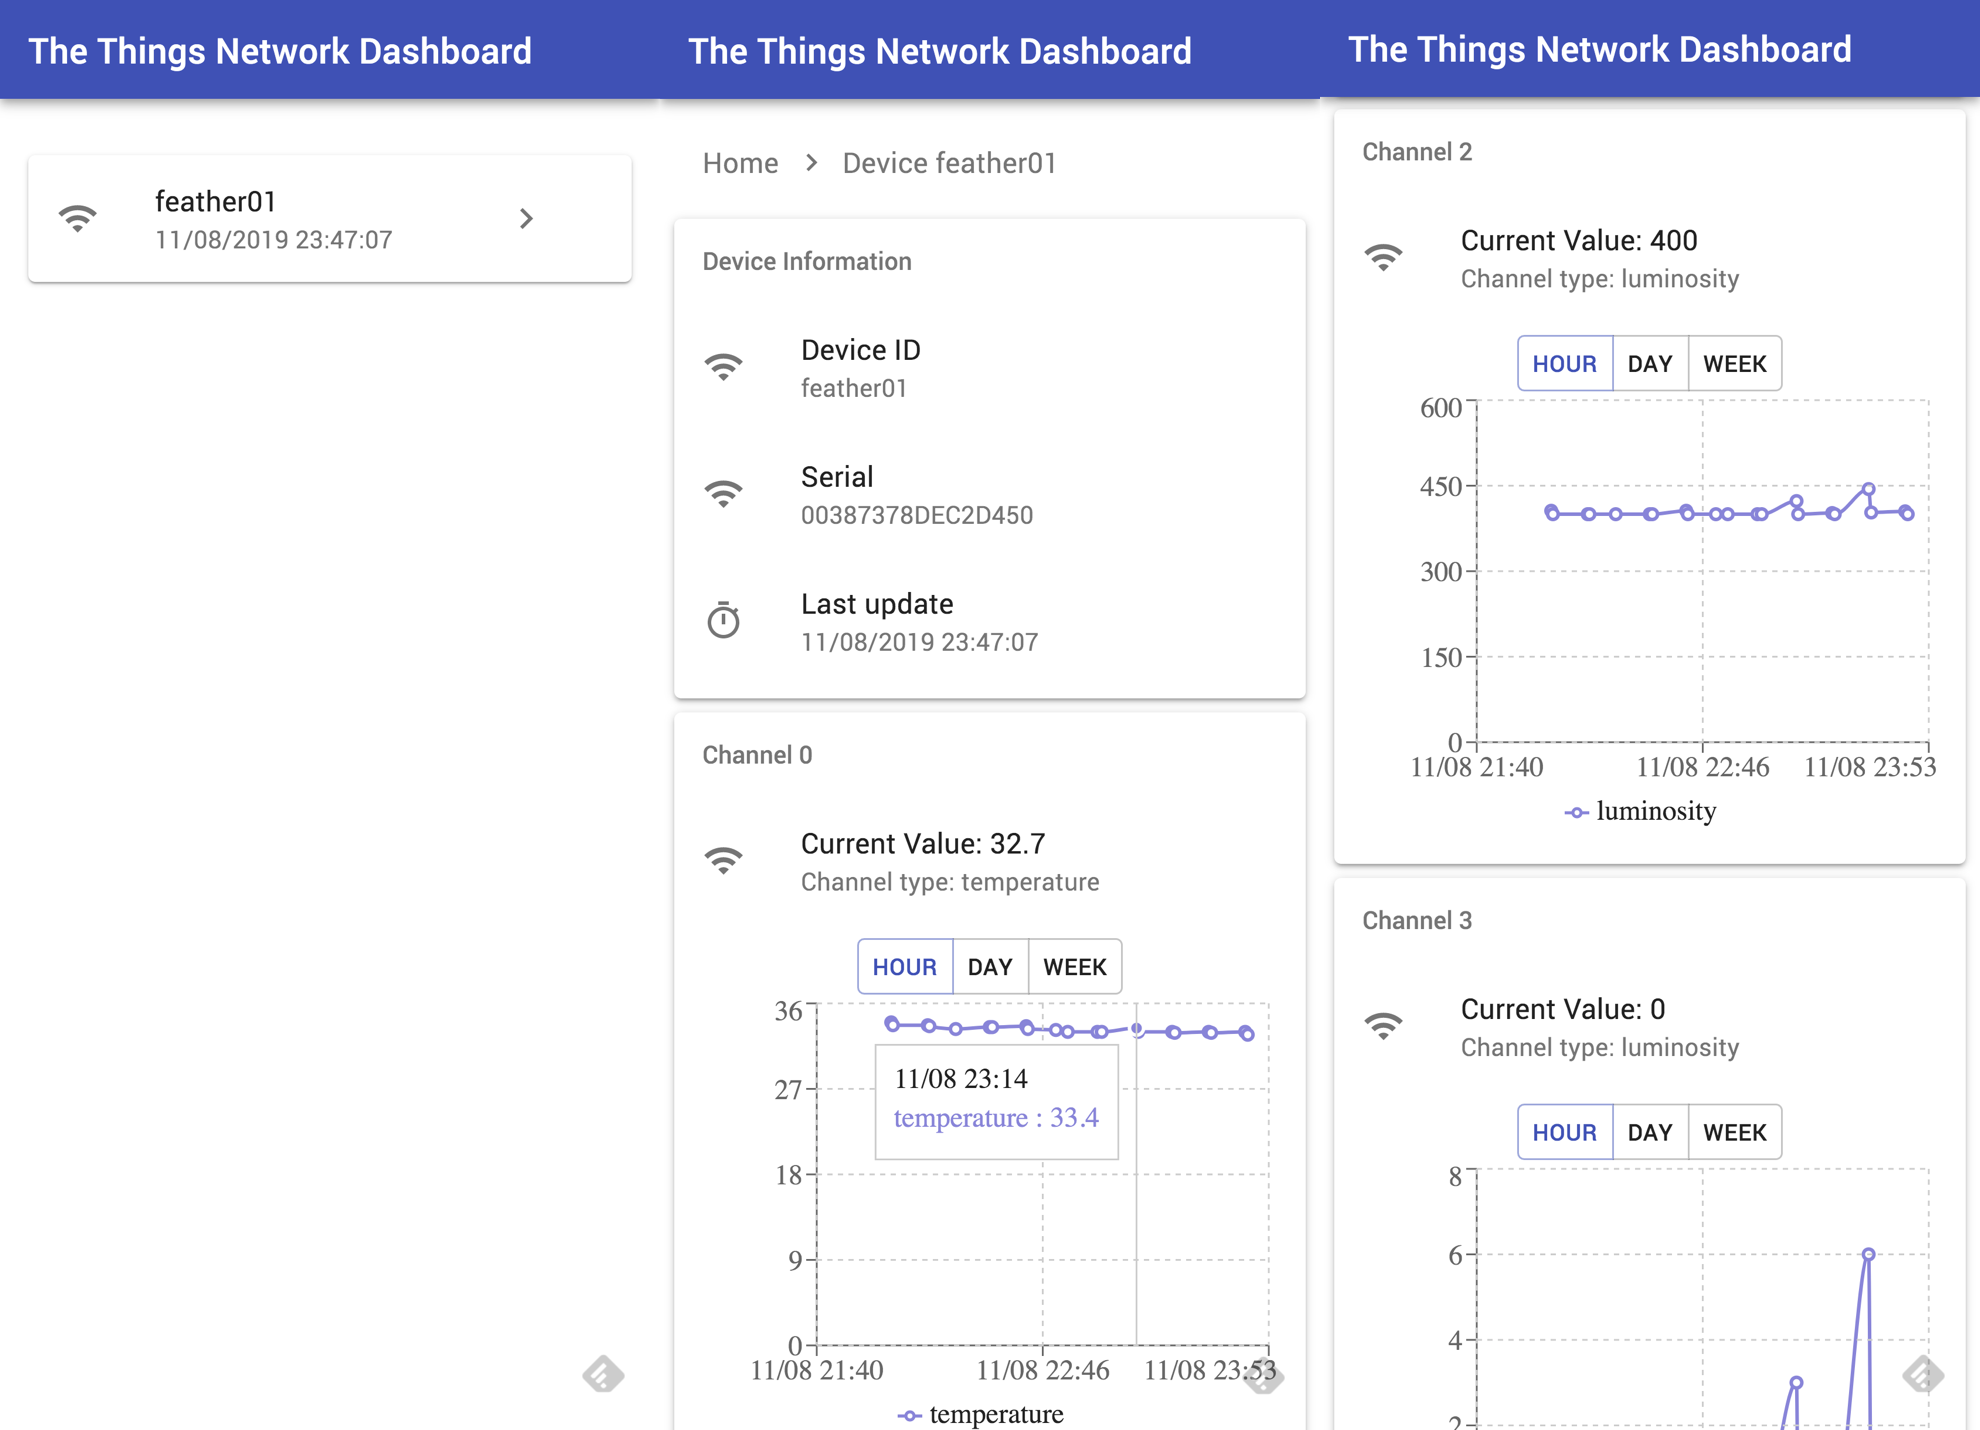 The Things Network Dashboard
feather01
11/08/2019 23:47:07
The Things Network Dashboard
Home > Device feather01
Device Information
Device ID
feather01
Serial
00387378DEC2D450
Last update
11/08/2019 23:47:07
Channel 0
Current Value: 32.7
Channel type: temperature
HOUR DAY WEEK
36
11/08 23:14
27
temperature : 33.4
18
9
0
11/08 21:40 11/08 22:46 11/08 23:53
temperature
The Things Network Dashboard
Channel 2
Current Value: 400
Channel type: luminosity
HOUR DAY WEEK
600
450
300
150
0
11/08 21:40 11/08 22:46 11/08 23:53
luminosity
Channel 3
Current Value: 0
Channel type: luminosity
HOUR DAY WEEK
8
6
4
2